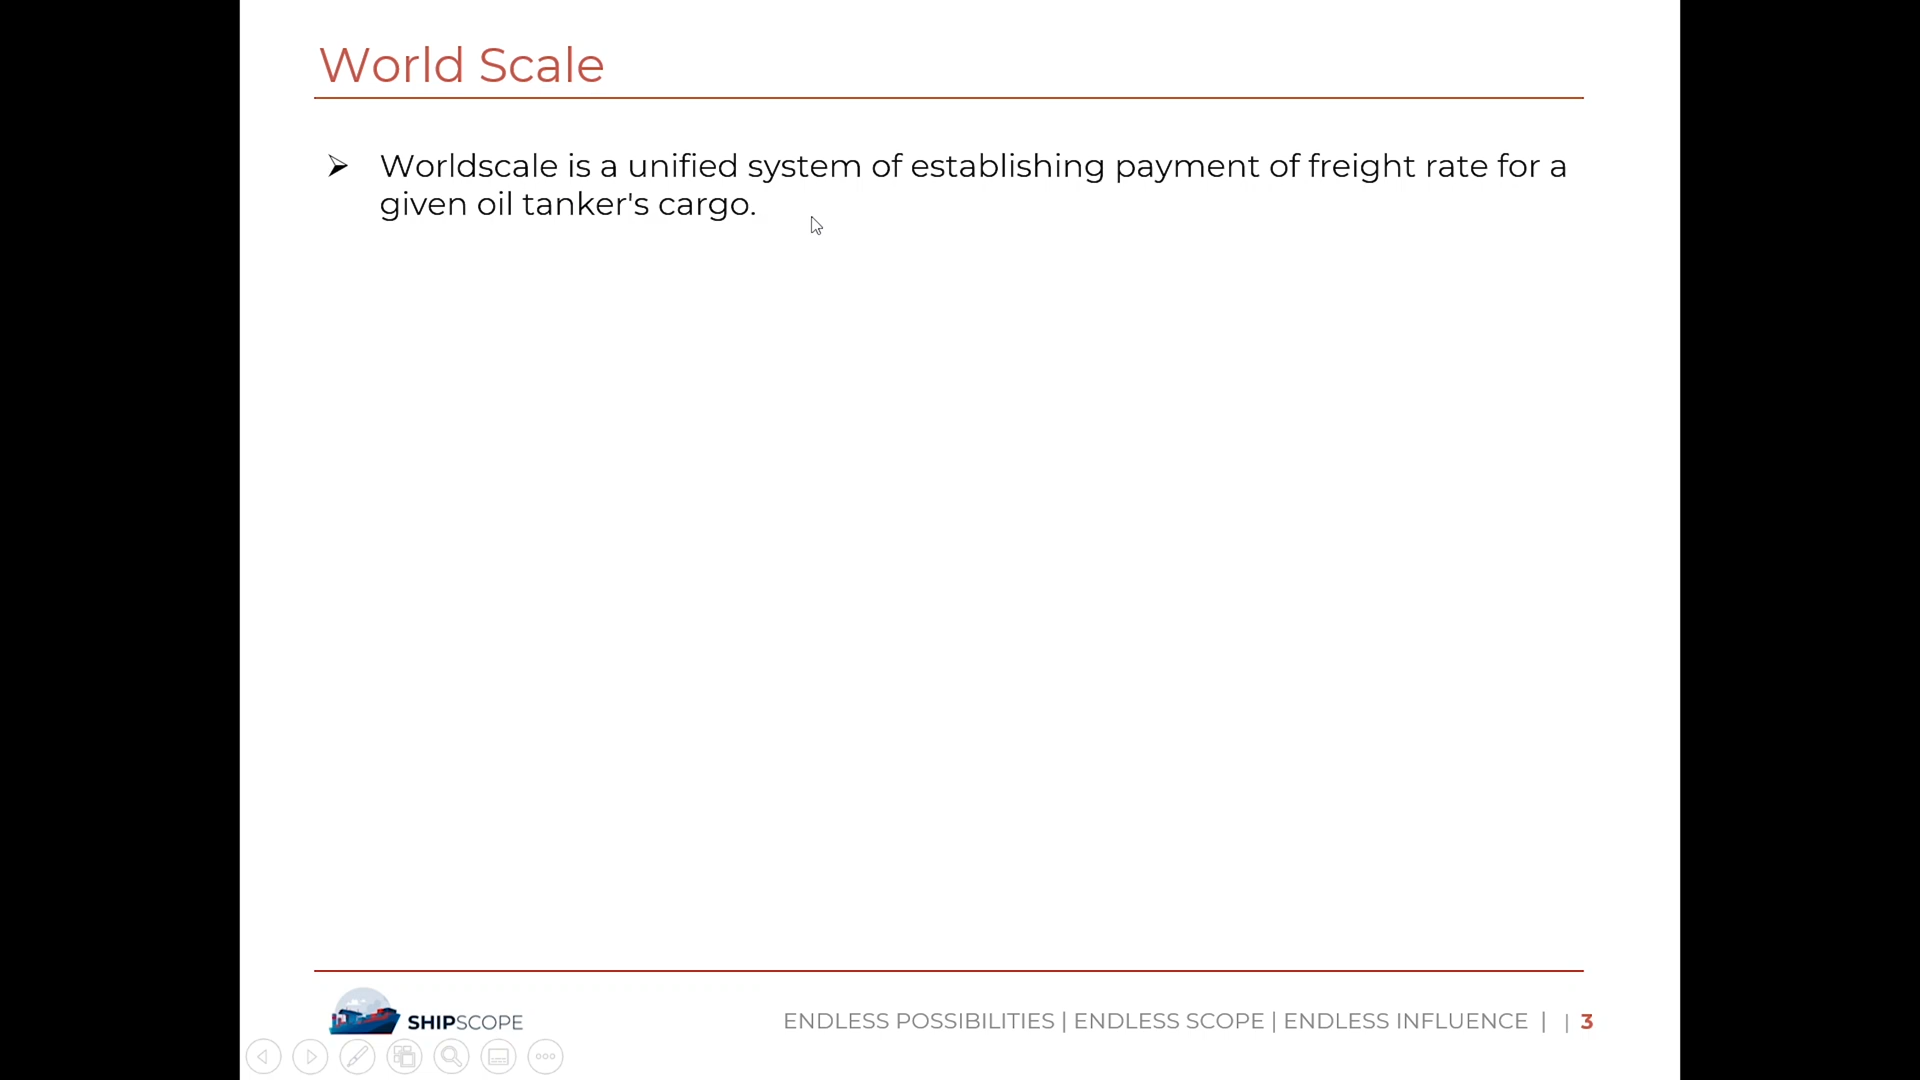 World Scale
➢ Worldscale is a unified system of establishing payment of freight rate for a
given oil tanker's cargo.
SHIPSCOPE
ENDLESS POSSIBILITIES | ENDLESS SCOPE | ENDLESS INFLUENCE | | 3